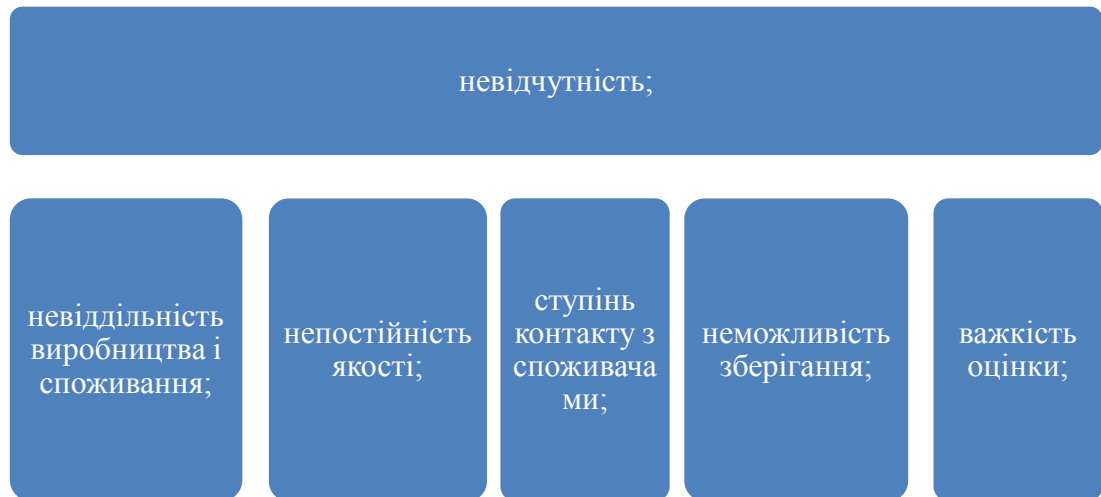 невідчутність;
невіддільність
виробництва і
споживання;
непостійність
якості;
ступінь
контакту з
споживача
ми;
неможливість
зберігання;
важкість
оцінки;